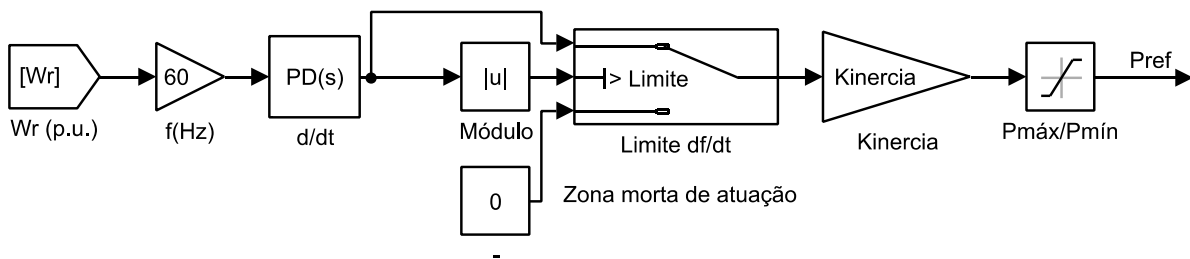 [Wr]
Wr (p.u.)
60
f(Hz)
PD(s)
d/dt
|u|
Módulo
0
-
> Limite
Limite df/dt
Zona morta de atuação
Kinercia
Kinercia
Pmáx/Pmín
Pref